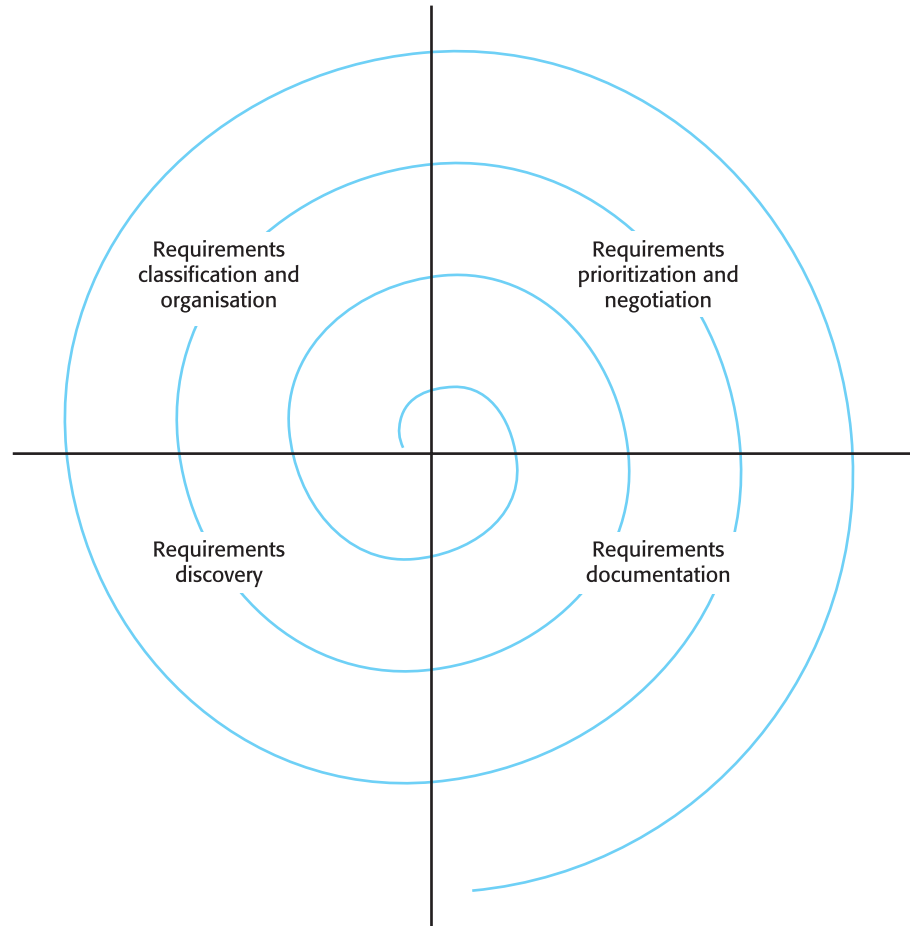 Requirements
classification and
organisation
Requirements
prioritization and
negotiation
Requirements
discovery
Requirements
documentation